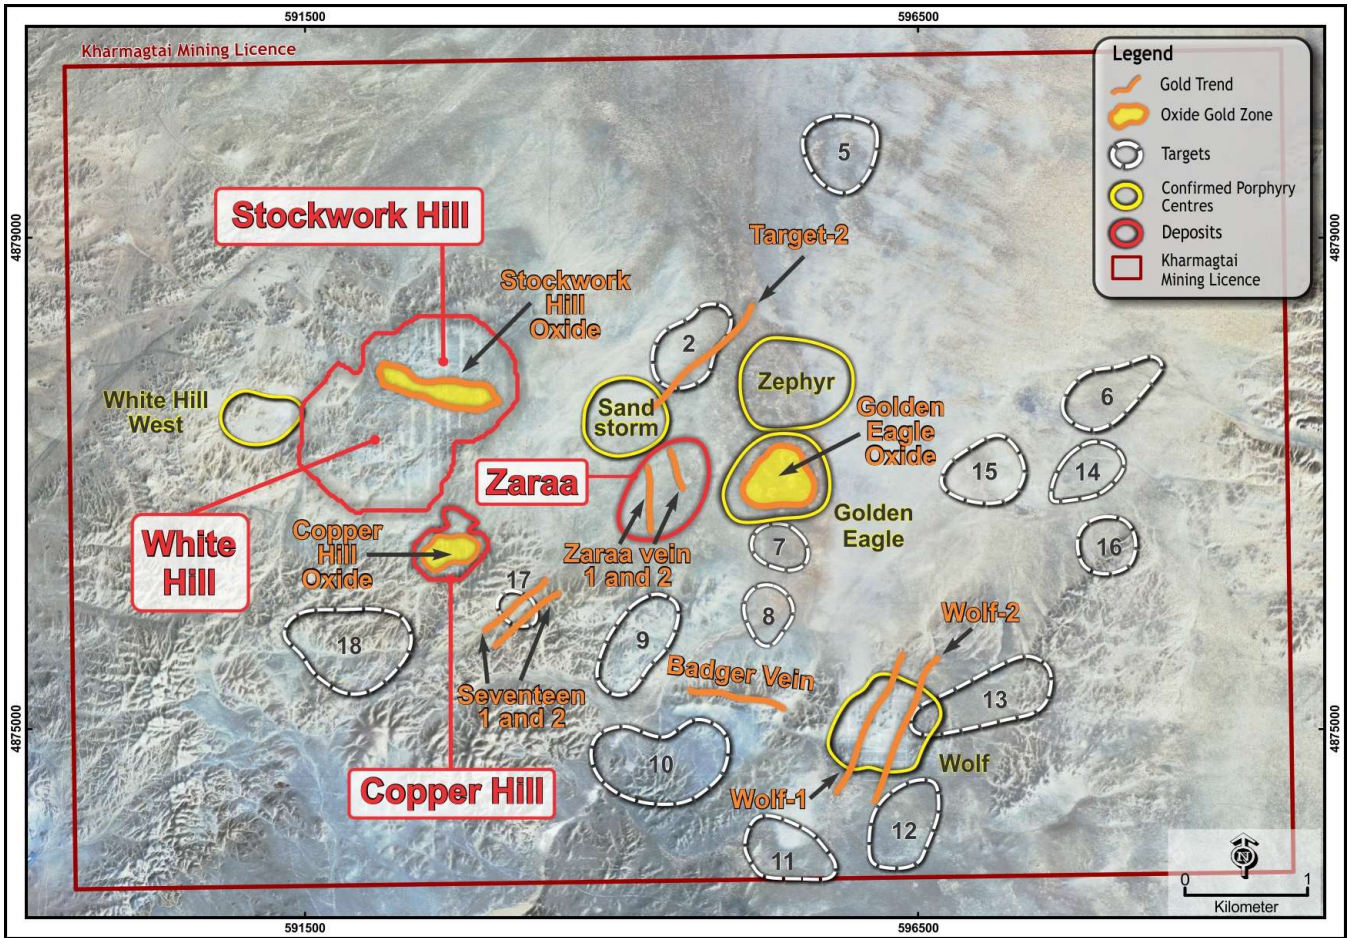 591500
596500
Kharmagtai Mining Licence
Legend
Gold Trend
Oxide Gold Zone
Targets
Confirmed Porphyry
Centres
Deposits
Kharmagtai
Mining Licence
4879000
4879000
5
Stockwork Hill
Target-2
Stockwork
Hill
Oxide
2
Zephyr
6
White Hill
West
Sand
storm
Golden
Eagle
Oxide
Zaraa
15
14
White
Hill
Copper
Hill
Oxide
Golden
Eagle
Zaraa vein
1 and 2
7
16
17
8
Wolf-2
18
9
Badger Vein
Seventeen
1 and 2
13
4875000
4875000
10
Wolf
Copper Hill
Wolf-1
12
11
N
0
1
Kilometer
591500
596500